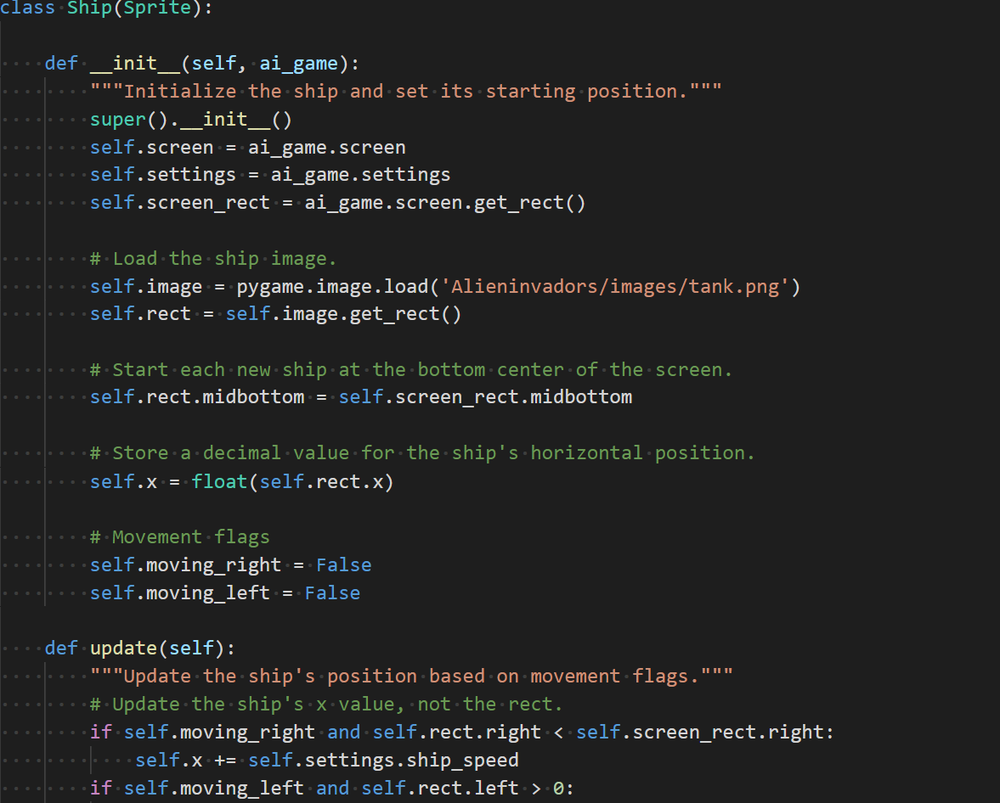 class Ship(Sprite):
    def __init__(self, ai_game):
        """Initialize the ship and set its starting position."""
        super().__init__()
        self.screen = ai_game.screen
        self.settings = ai_game.settings
        self.screen_rect = ai_game.screen.get_rect()
        # Load the ship image.
        self.image = pygame.image.load('Alieninvadors/images/tank.png')
        self.rect = self.image.get_rect()
        # Start each new ship at the bottom center of the screen.
        self.rect.midbottom = self.screen_rect.midbottom
        # Store a decimal value for the ship's horizontal position.
        self.x = float(self.rect.x)
        # Movement flags
        self.moving_right = False
        self.moving_left = False
    def update(self):
        """Update the ship's position based on movement flags."""
        # Update the ship's x value, not the rect.
        if self.moving_right and self.rect.right < self.screen_rect.right:
            self.x += self.settings.ship_speed
        if self.moving_left and self.rect.left > 0: